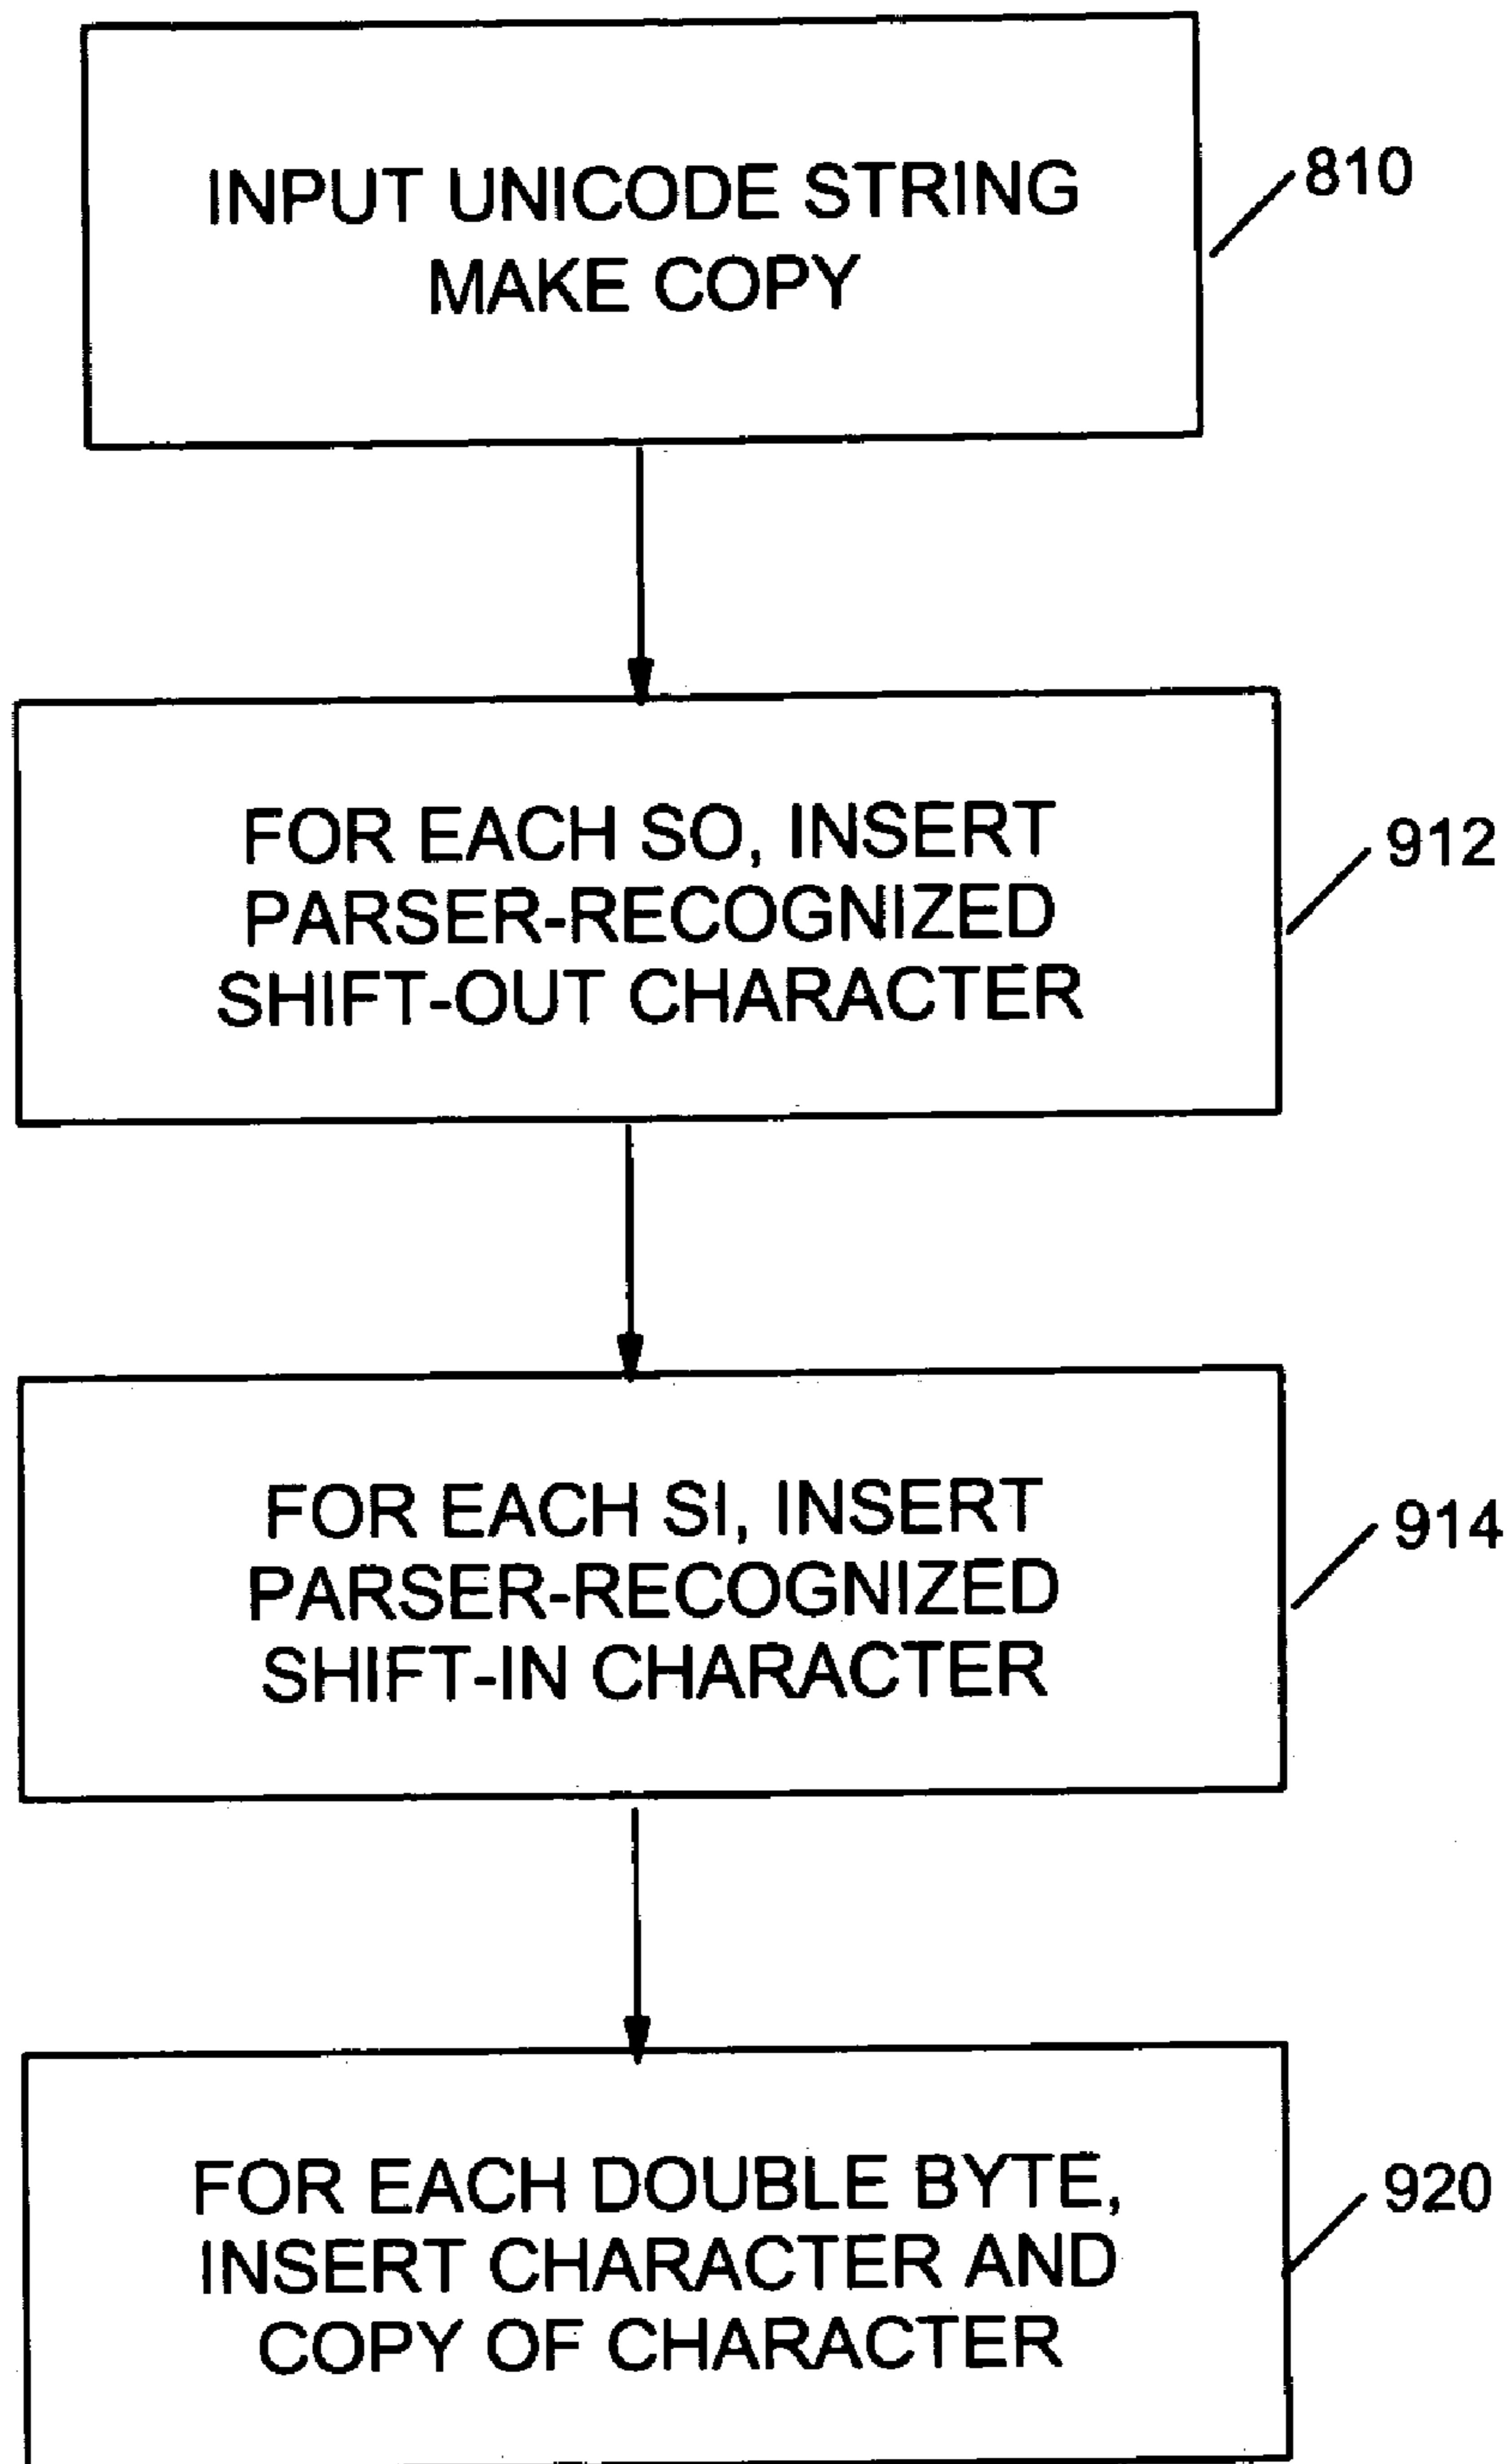 INPUT UNICODE STRING
MAKE COPY
810
FOR EACH SO, INSERT
PARSER-RECOGNIZED
SHIFT-OUT CHARACTER
912
FOR EACH SI, INSERT
PARSER-RECOGNIZED
SHIFT-IN CHARACTER
914
FOR EACH DOUBLE BYTE,
INSERT CHARACTER AND
COPY OF CHARACTER
920